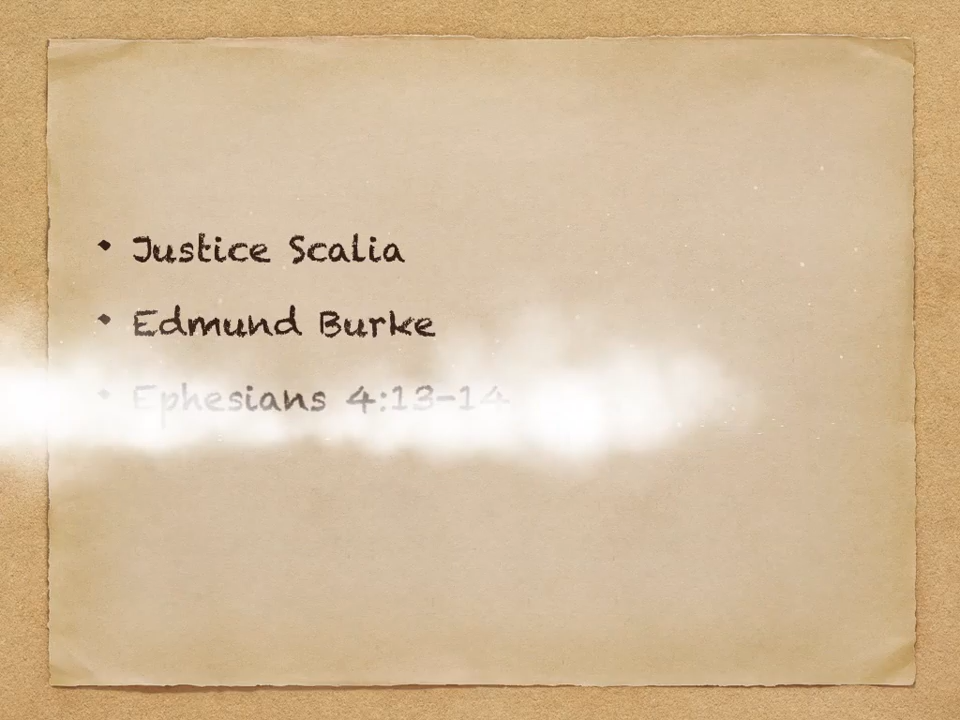 • Justice Scalia
• Edmund Burke
• Ephesians 4:13-14